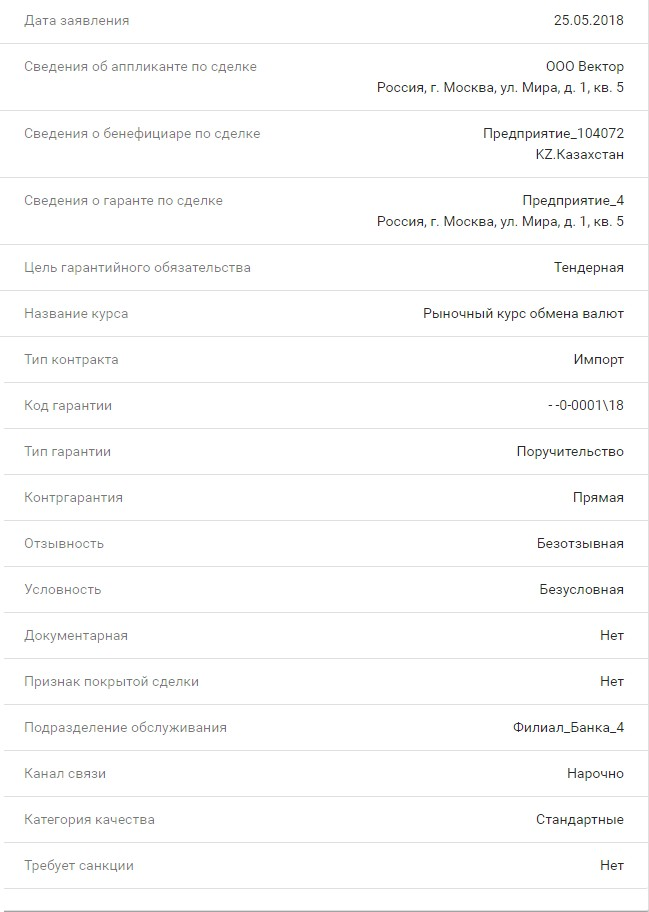 Дата заявления 25.05.2018
Сведения об аппликанте по сделке ООО Вектор
Россия, г. Москва, ул. Мира, д. 1, кв. 5
Сведения о бенефициаре по сделке Предприятие_104072
KZ.Казахстан
Сведения о гаранте по сделке Предприятие_4
Россия, г. Москва, ул. Мира, д. 1, кв. 5
Цель гарантийного обязательства Тендерная
Название курса Рыночный курс обмена валют
Тип контракта Импорт
Код гарантии - -0-0001\18
Тип гарантии Поручительство
Контргарантия Прямая
Отзывность Безотзывная
Условность Безусловная
Документарная Нет
Признак покрытой сделки Нет
Подразделение обслуживания Филиал_Банка_4
Канал связи Нарочно
Категория качества Стандартные
Требует санкции Нет